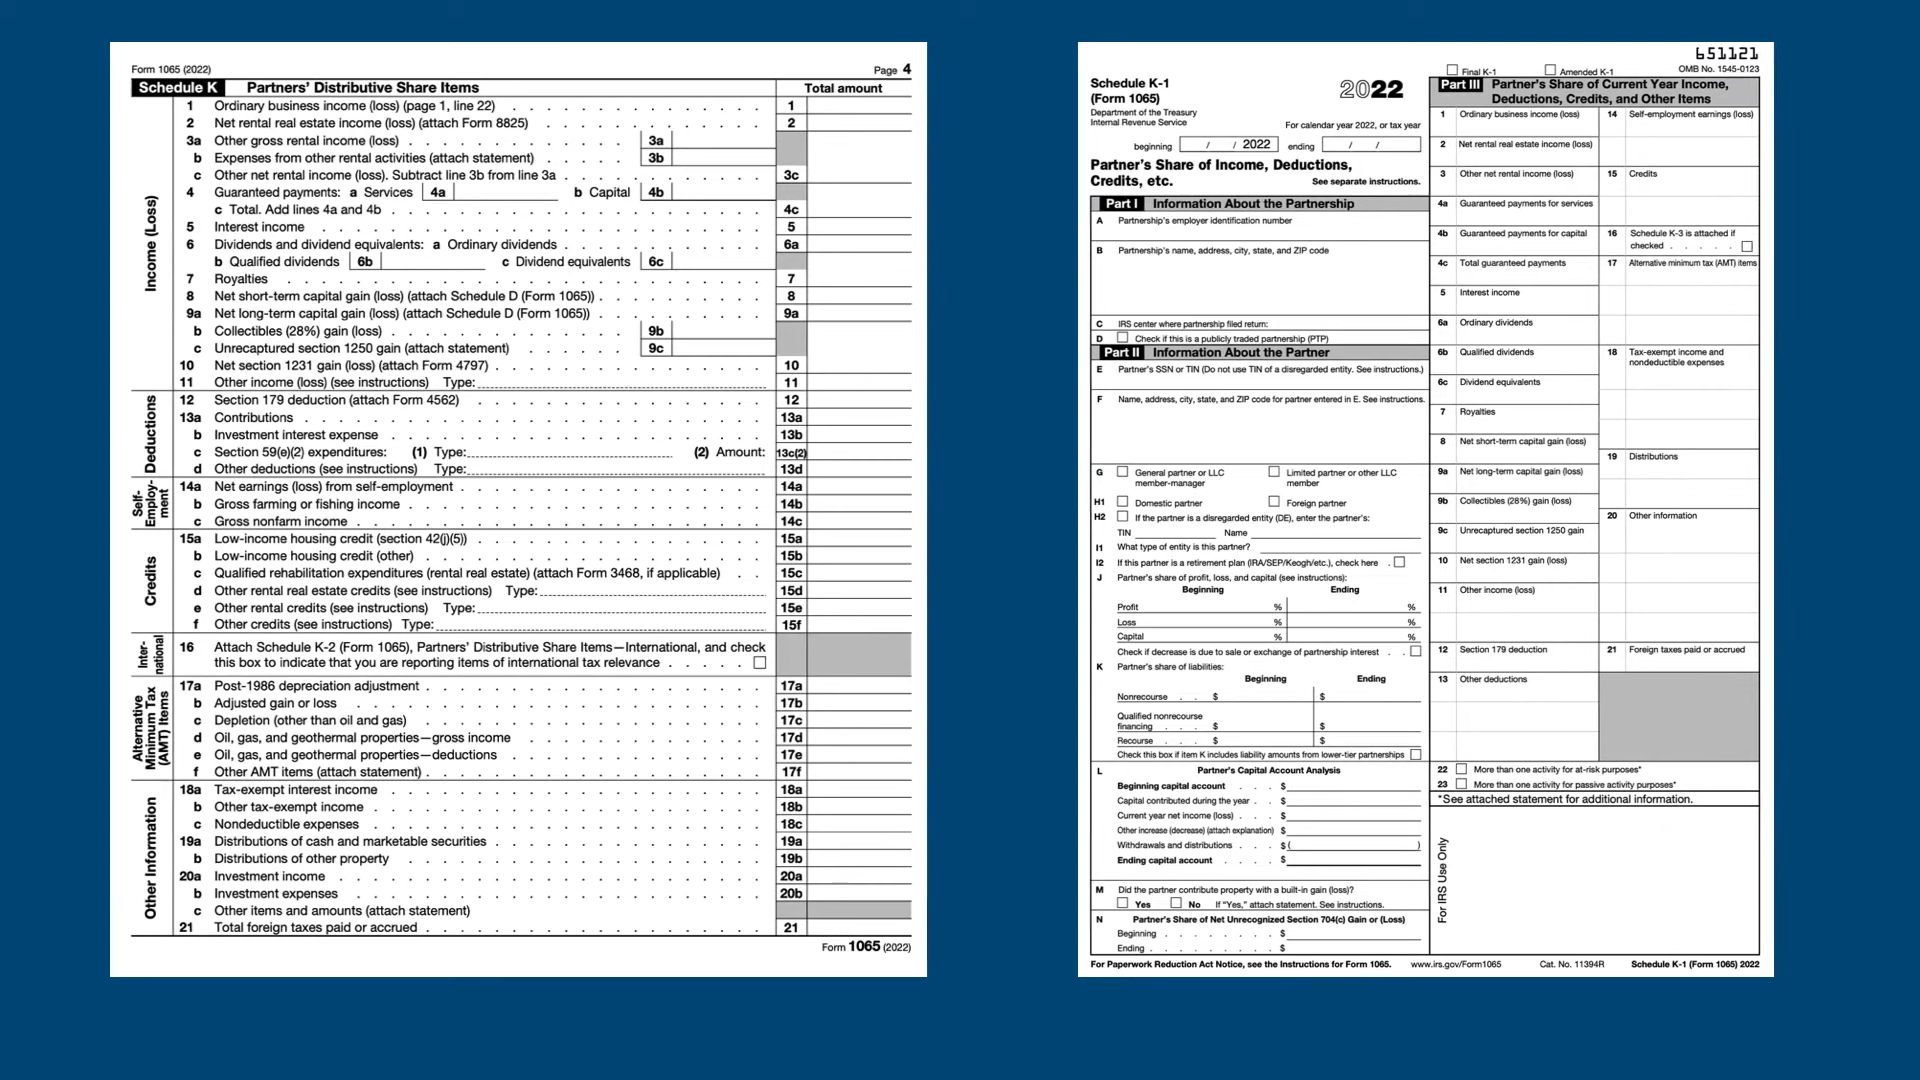 Form 1065 (2022) Page 4
Schedule K Partners' Distributive Share Items Total amount
Income (Loss)
1 Ordinary business income (loss) (page 1, line 22) 1
2 Net rental real estate income (loss) (attach Form 8825) 2
3a Other gross rental income (loss) 3a
b Expenses from other rental activities (attach statement) 3b
c Other net rental income (loss). Subtract line 3b from line 3a 3c
4 Guaranteed payments: a Services 4a b Capital 4b
c Total. Add lines 4a and 4b 4c
5 Interest income 5
6 Dividends and dividend equivalents: a Ordinary dividends 6a
b Qualified dividends 6b c Dividend equivalents 6c
7 Royalties 7
8 Net short-term capital gain (loss) (attach Schedule D (Form 1065)) 8
9a Net long-term capital gain (loss) (attach Schedule D (Form 1065)) 9a
b Collectibles (28%) gain (loss) 9b
c Unrecaptured section 1250 gain (attach statement) 9c
10 Net section 1231 gain (loss) (attach Form 4797) 10
11 Other income (loss) (see instructions) Type: 11
Deductions
12 Section 179 deduction (attach Form 4562) 12
13a Contributions 13a
b Investment interest expense 13b
c Section 59(e)(2) expenditures: (1) Type: (2) Amount: 13c(2)
d Other deductions (see instructions) Type: 13d
Self-
Employ-
ment
14a Net earnings (loss) from self-employment 14a
b Gross farming or fishing income 14b
c Gross nonfarm income 14c
Credits
15a Low-income housing credit (section 42(j)(5)) 15a
b Low-income housing credit (other) 15b
c Qualified rehabilitation expenditures (rental real estate) (attach Form 3468, if applicable) 15c
d Other rental real estate credits (see instructions) Type: 15d
e Other rental credits (see instructions) Type: 15e
f Other credits (see instructions) Type: 15f
Inter-
national
16 Attach Schedule K-2 (Form 1065), Partners' Distributive Share Items—International, and check
this box to indicate that you are reporting items of international tax relevance
Alternative
Minimum Tax
(AMT) Items
17a Post-1986 depreciation adjustment 17a
b Adjusted gain or loss 17b
c Depletion (other than oil and gas) 17c
d Oil, gas, and geothermal properties—gross income 17d
e Oil, gas, and geothermal properties—deductions 17e
f Other AMT items (attach statement) 17f
Other Information
18a Tax-exempt interest income 18a
b Other tax-exempt income 18b
c Nondeductible expenses 18c
19a Distributions of cash and marketable securities 19a
b Distributions of other property 19b
20a Investment income 20a
b Investment expenses 20b
c Other items and amounts (attach statement)
21 Total foreign taxes paid or accrued 21
Form 1065 (2022)
651121
Final K-1 Amended K-1 OMB No. 1545-0123
Schedule K-1
(Form 1065)
2022
Department of the Treasury
Internal Revenue Service
For calendar year 2022, or tax year
beginning / / 2022 ending / /
Partner's Share of Income, Deductions,
Credits, etc. See separate instructions.
Part I Information About the Partnership
A Partnership's employer identification number
B Partnership's name, address, city, state, and ZIP code
C IRS center where partnership filed return:
D Check if this is a publicly traded partnership (PTP)
Part II Information About the Partner
E Partner's SSN or TIN (Do not use TIN of a disregarded entity. See instructions.)
F Name, address, city, state, and ZIP code for partner entered in E. See instructions.
G General partner or LLC
member-manager
Limited partner or other LLC
member
H1 Domestic partner Foreign partner
H2 If the partner is a disregarded entity (DE), enter the partner's:
TIN Name
I1 What type of entity is this partner?
I2 If this partner is a retirement plan (IRA/SEP/Keogh/etc.), check here
J Partner's share of profit, loss, and capital (see instructions):
Beginning Ending
Profit % %
Loss % %
Capital % %
Check if decrease is due to sale or exchange of partnership interest
K Partner's share of liabilities:
Beginning Ending
Nonrecourse $ $
Qualified nonrecourse
financing $ $
Recourse $ $
Check this box if item K includes liability amounts from lower-tier partnerships
L Partner's Capital Account Analysis
Beginning capital account $
Capital contributed during the year $
Current year net income (loss) $
Other increase (decrease) (attach explanation) $
Withdrawals and distributions $ ( )
Ending capital account $
M Did the partner contribute property with a built-in gain (loss)?
Yes No If "Yes," attach statement. See instructions.
N Partner's Share of Net Unrecognized Section 704(c) Gain or (Loss)
Beginning $
Ending $
Part III Partner's Share of Current Year Income,
Deductions, Credits, and Other Items
1 Ordinary business income (loss)
2 Net rental real estate income (loss)
3 Other net rental income (loss)
4a Guaranteed payments for services
4b Guaranteed payments for capital
4c Total guaranteed payments
5 Interest income
6a Ordinary dividends
6b Qualified dividends
6c Dividend equivalents
7 Royalties
8 Net short-term capital gain (loss)
9a Net long-term capital gain (loss)
9b Collectibles (28%) gain (loss)
9c Unrecaptured section 1250 gain
10 Net section 1231 gain (loss)
11 Other income (loss)
12 Section 179 deduction
13 Other deductions
14 Self-employment earnings (loss)
15 Credits
16 Schedule K-3 is attached if
checked
17 Alternative minimum tax (AMT) items
18 Tax-exempt income and
nondeductible expenses
19 Distributions
20 Other information
21 Foreign taxes paid or accrued
22 More than one activity for at-risk purposes*
23 More than one activity for passive activity purposes*
*See attached statement for additional information.
For IRS Use Only
For Paperwork Reduction Act Notice, see the Instructions for Form 1065. www.irs.gov/Form1065 Cat. No. 11394R Schedule K-1 (Form 1065) 2022